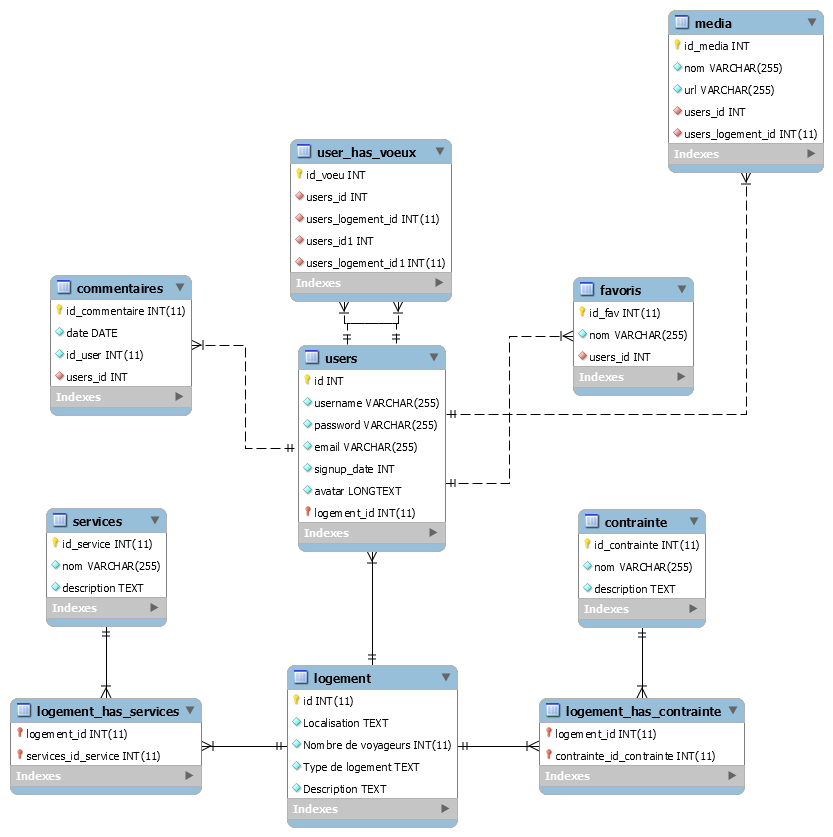 media
id_media INT
nom VARCHAR(255)
url VARCHAR(255)
users_id INT
users_logement_id INT(11)
Indexes
user_has_voeux
id_voeu INT
users_id INT
users_logement_id INT(11)
users_id1 INT
users_logement_id1 INT(11)
Indexes
commentaires
id_commentaire INT(11)
date DATE
id_user INT(11)
users_id INT
Indexes
favoris
id_fav INT(11)
nom VARCHAR(255)
users_id INT
Indexes
users
id INT
username VARCHAR(255)
password VARCHAR(255)
email VARCHAR(255)
signup_date INT
avatar LONGTEXT
logement_id INT(11)
Indexes
services
id_service INT(11)
nom VARCHAR(255)
description TEXT
Indexes
contrainte
id_contrainte INT(11)
nom VARCHAR(255)
description TEXT
Indexes
logement_has_services
logement_id INT(11)
services_id_service INT(11)
Indexes
logement
id INT(11)
Localisation TEXT
Nombre de voyageurs INT(11)
Type de logement TEXT
Description TEXT
Indexes
logement_has_contrainte
logement_id INT(11)
contrainte_id_contrainte INT(11)
Indexes